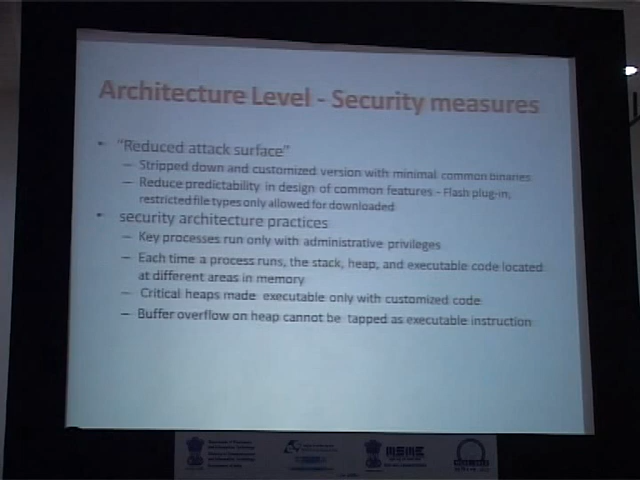 Architecture Level - Security measures
• "Reduced attack surface"
– Stripped down and customized version with minimal common binaries
– Reduce predictability in design of common features - Flash plug-in,
restricted file types only allowed for downloaded
• security architecture practices
– Key processes run only with administrative privileges
– Each time a process runs, the stack, heap, and executable code located
at different areas in memory
– Critical heaps made executable only with customized code
– Buffer overflow on heap cannot be tapped as executable instruction
MSME